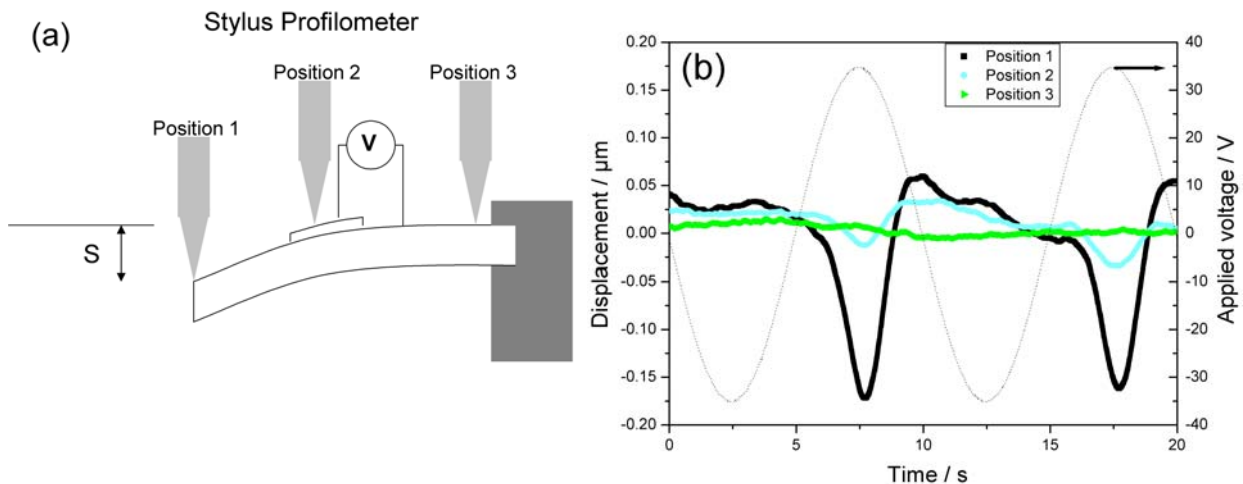 (a)
Stylus Profilometer
Position 1
Position 2
Position 3
V
S
(b)
Position 1
Position 2
Position 3
Displacement / µm
0.20
0.15
0.10
0.05
0.00
-0.05
-0.10
-0.15
-0.20
0
5
10
15
20
Time / s
40
30
20
10
0
-10
-20
-30
-40
Applied voltage / V